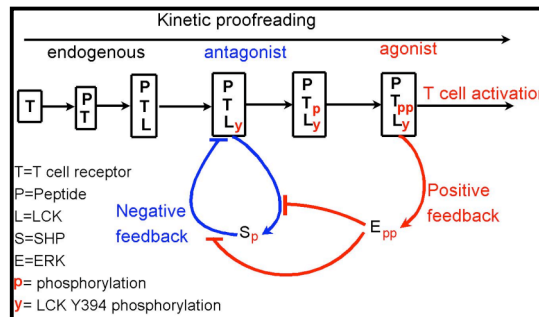 Kinetic proofreading
endogenous antagonist agonist
T
P
T
P
T
L
P
T
Ly
P
Tp
Ly
P
Tpp
Ly
T cell activation
Negative
feedback
Sp
Epp
Positive
feedback
T=T cell receptor
P=Peptide
L=LCK
S=SHP
E=ERK
p= phosphorylation
y= LCK Y394 phosphorylation